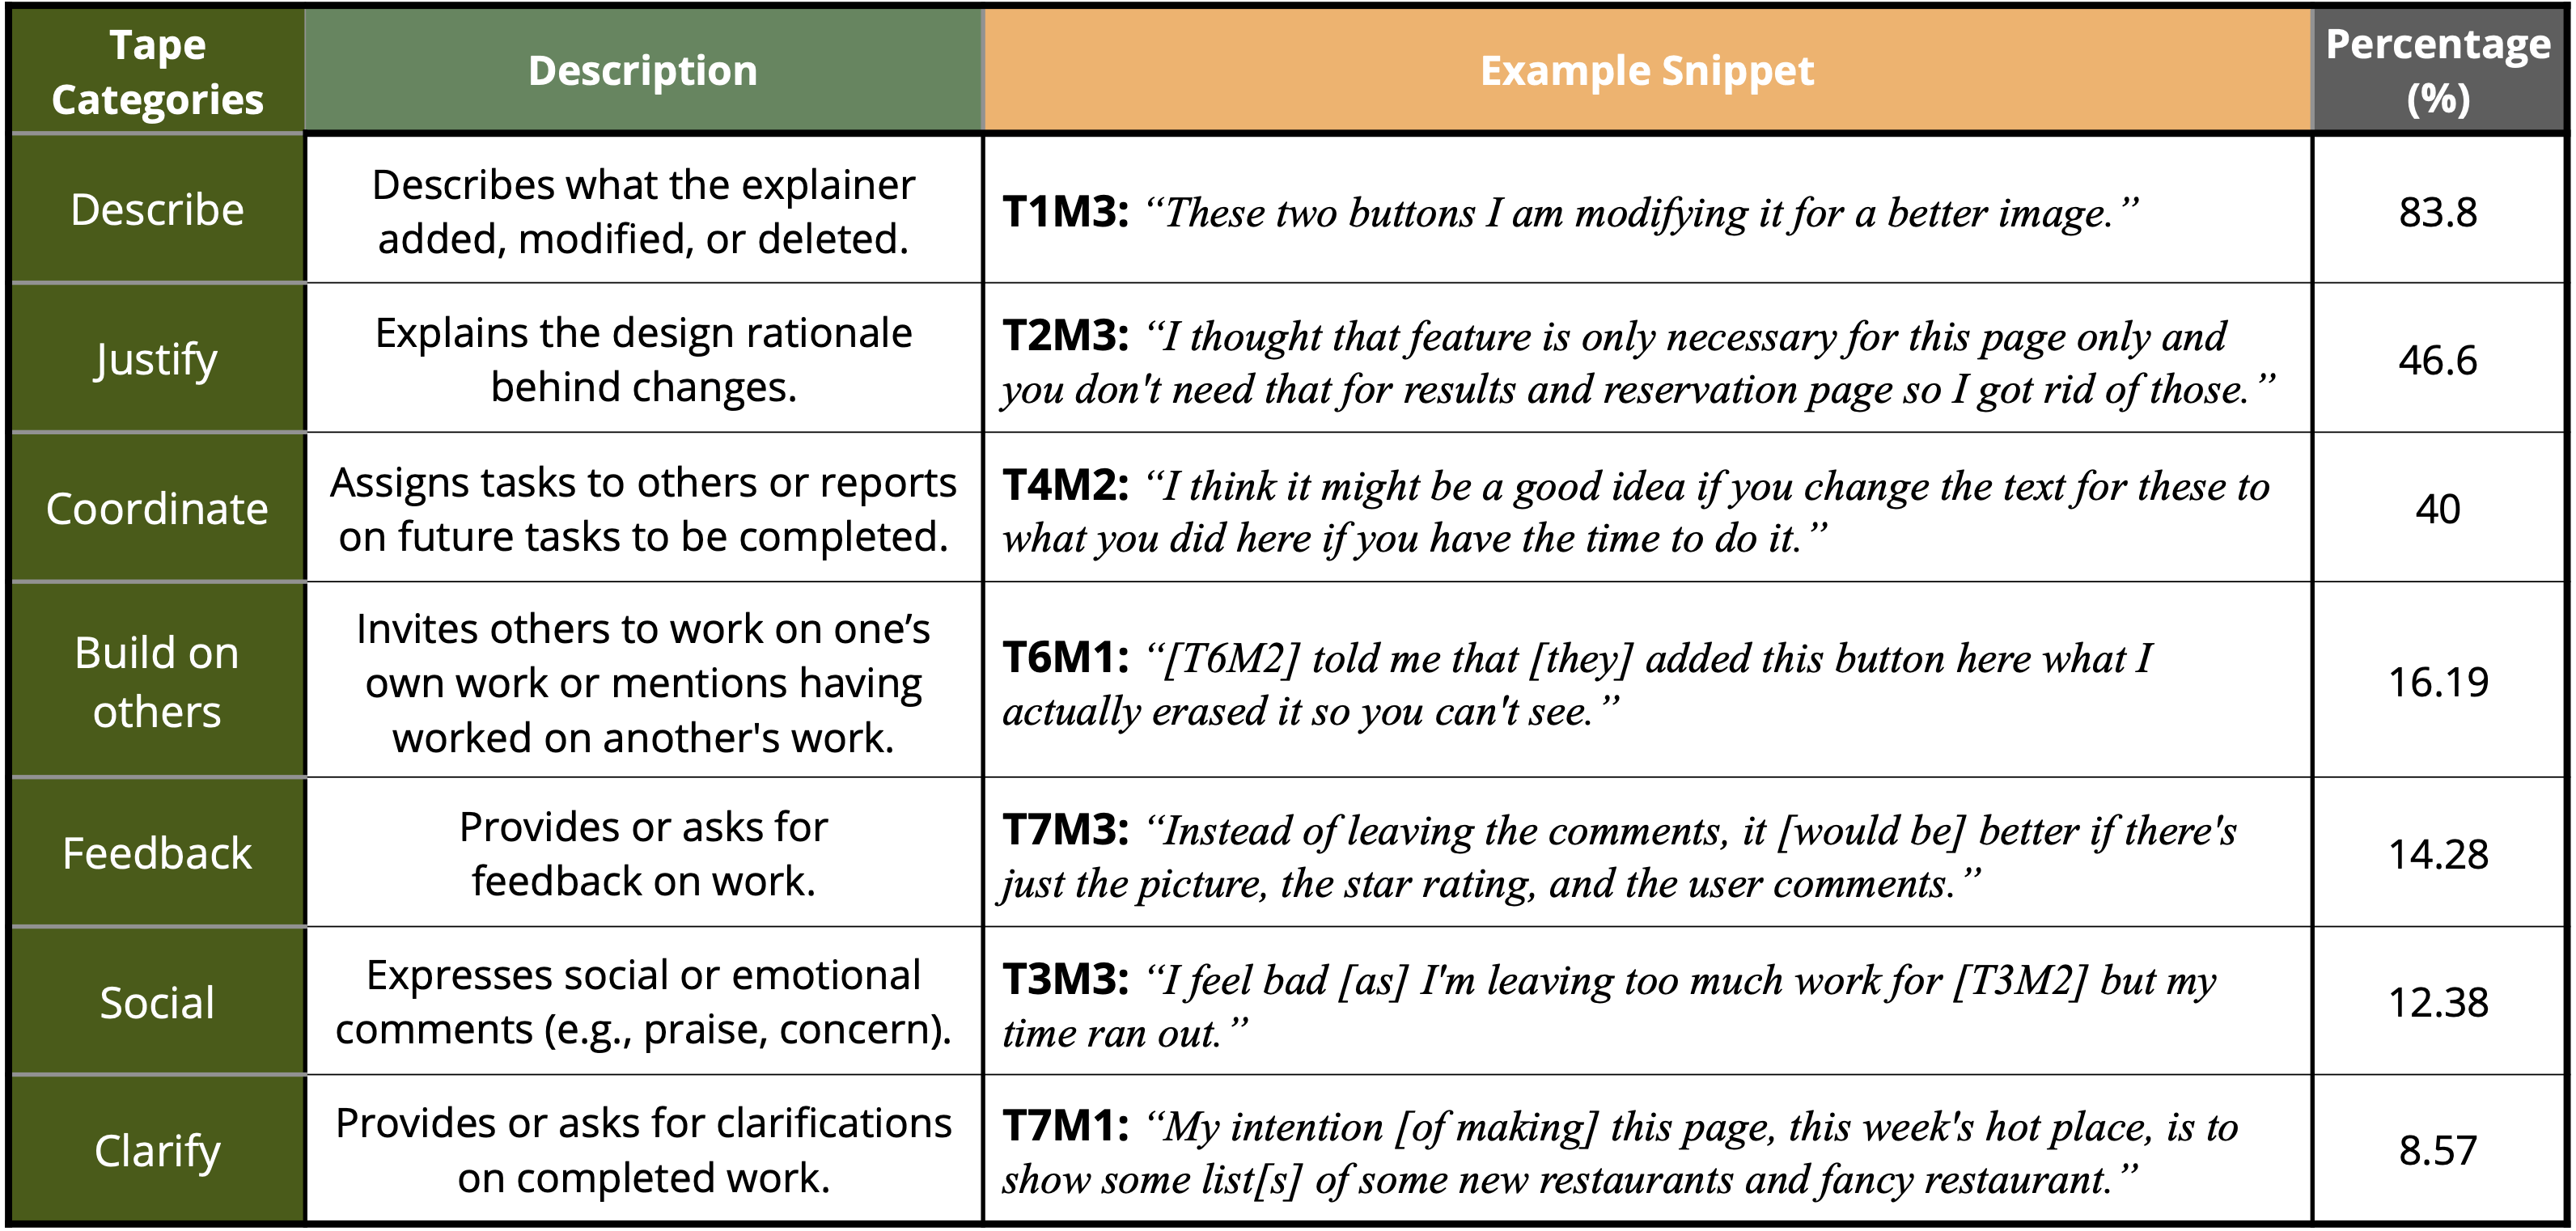 Tape
Categories
Description
Example Snippet
Percentage
(%)
Describe
Describes what the explainer
added, modified, or deleted.
T1M3: “These two buttons I am modifying it for a better image.”
83.8
Justify
Explains the design rationale
behind changes.
T2M3: “I thought that feature is only necessary for this page only and
you don't need that for results and reservation page so I got rid of those.”
46.6
Coordinate
Assigns tasks to others or reports
on future tasks to be completed.
T4M2: “I think it might be a good idea if you change the text for these to
what you did here if you have the time to do it.”
40
Build on
others
Invites others to work on one’s
own work or mentions having
worked on another's work.
T6M1: “[T6M2] told me that [they] added this button here what I
actually erased it so you can't see.”
16.19
Feedback
Provides or asks for
feedback on work.
T7M3: “Instead of leaving the comments, it [would be] better if there's
just the picture, the star rating, and the user comments.”
14.28
Social
Expresses social or emotional
comments (e.g., praise, concern).
T3M3: “I feel bad [as] I'm leaving too much work for [T3M2] but my
time ran out.”
12.38
Clarify
Provides or asks for clarifications
on completed work.
T7M1: “My intention [of making] this page, this week's hot place, is to
show some list[s] of some new restaurants and fancy restaurant.”
8.57